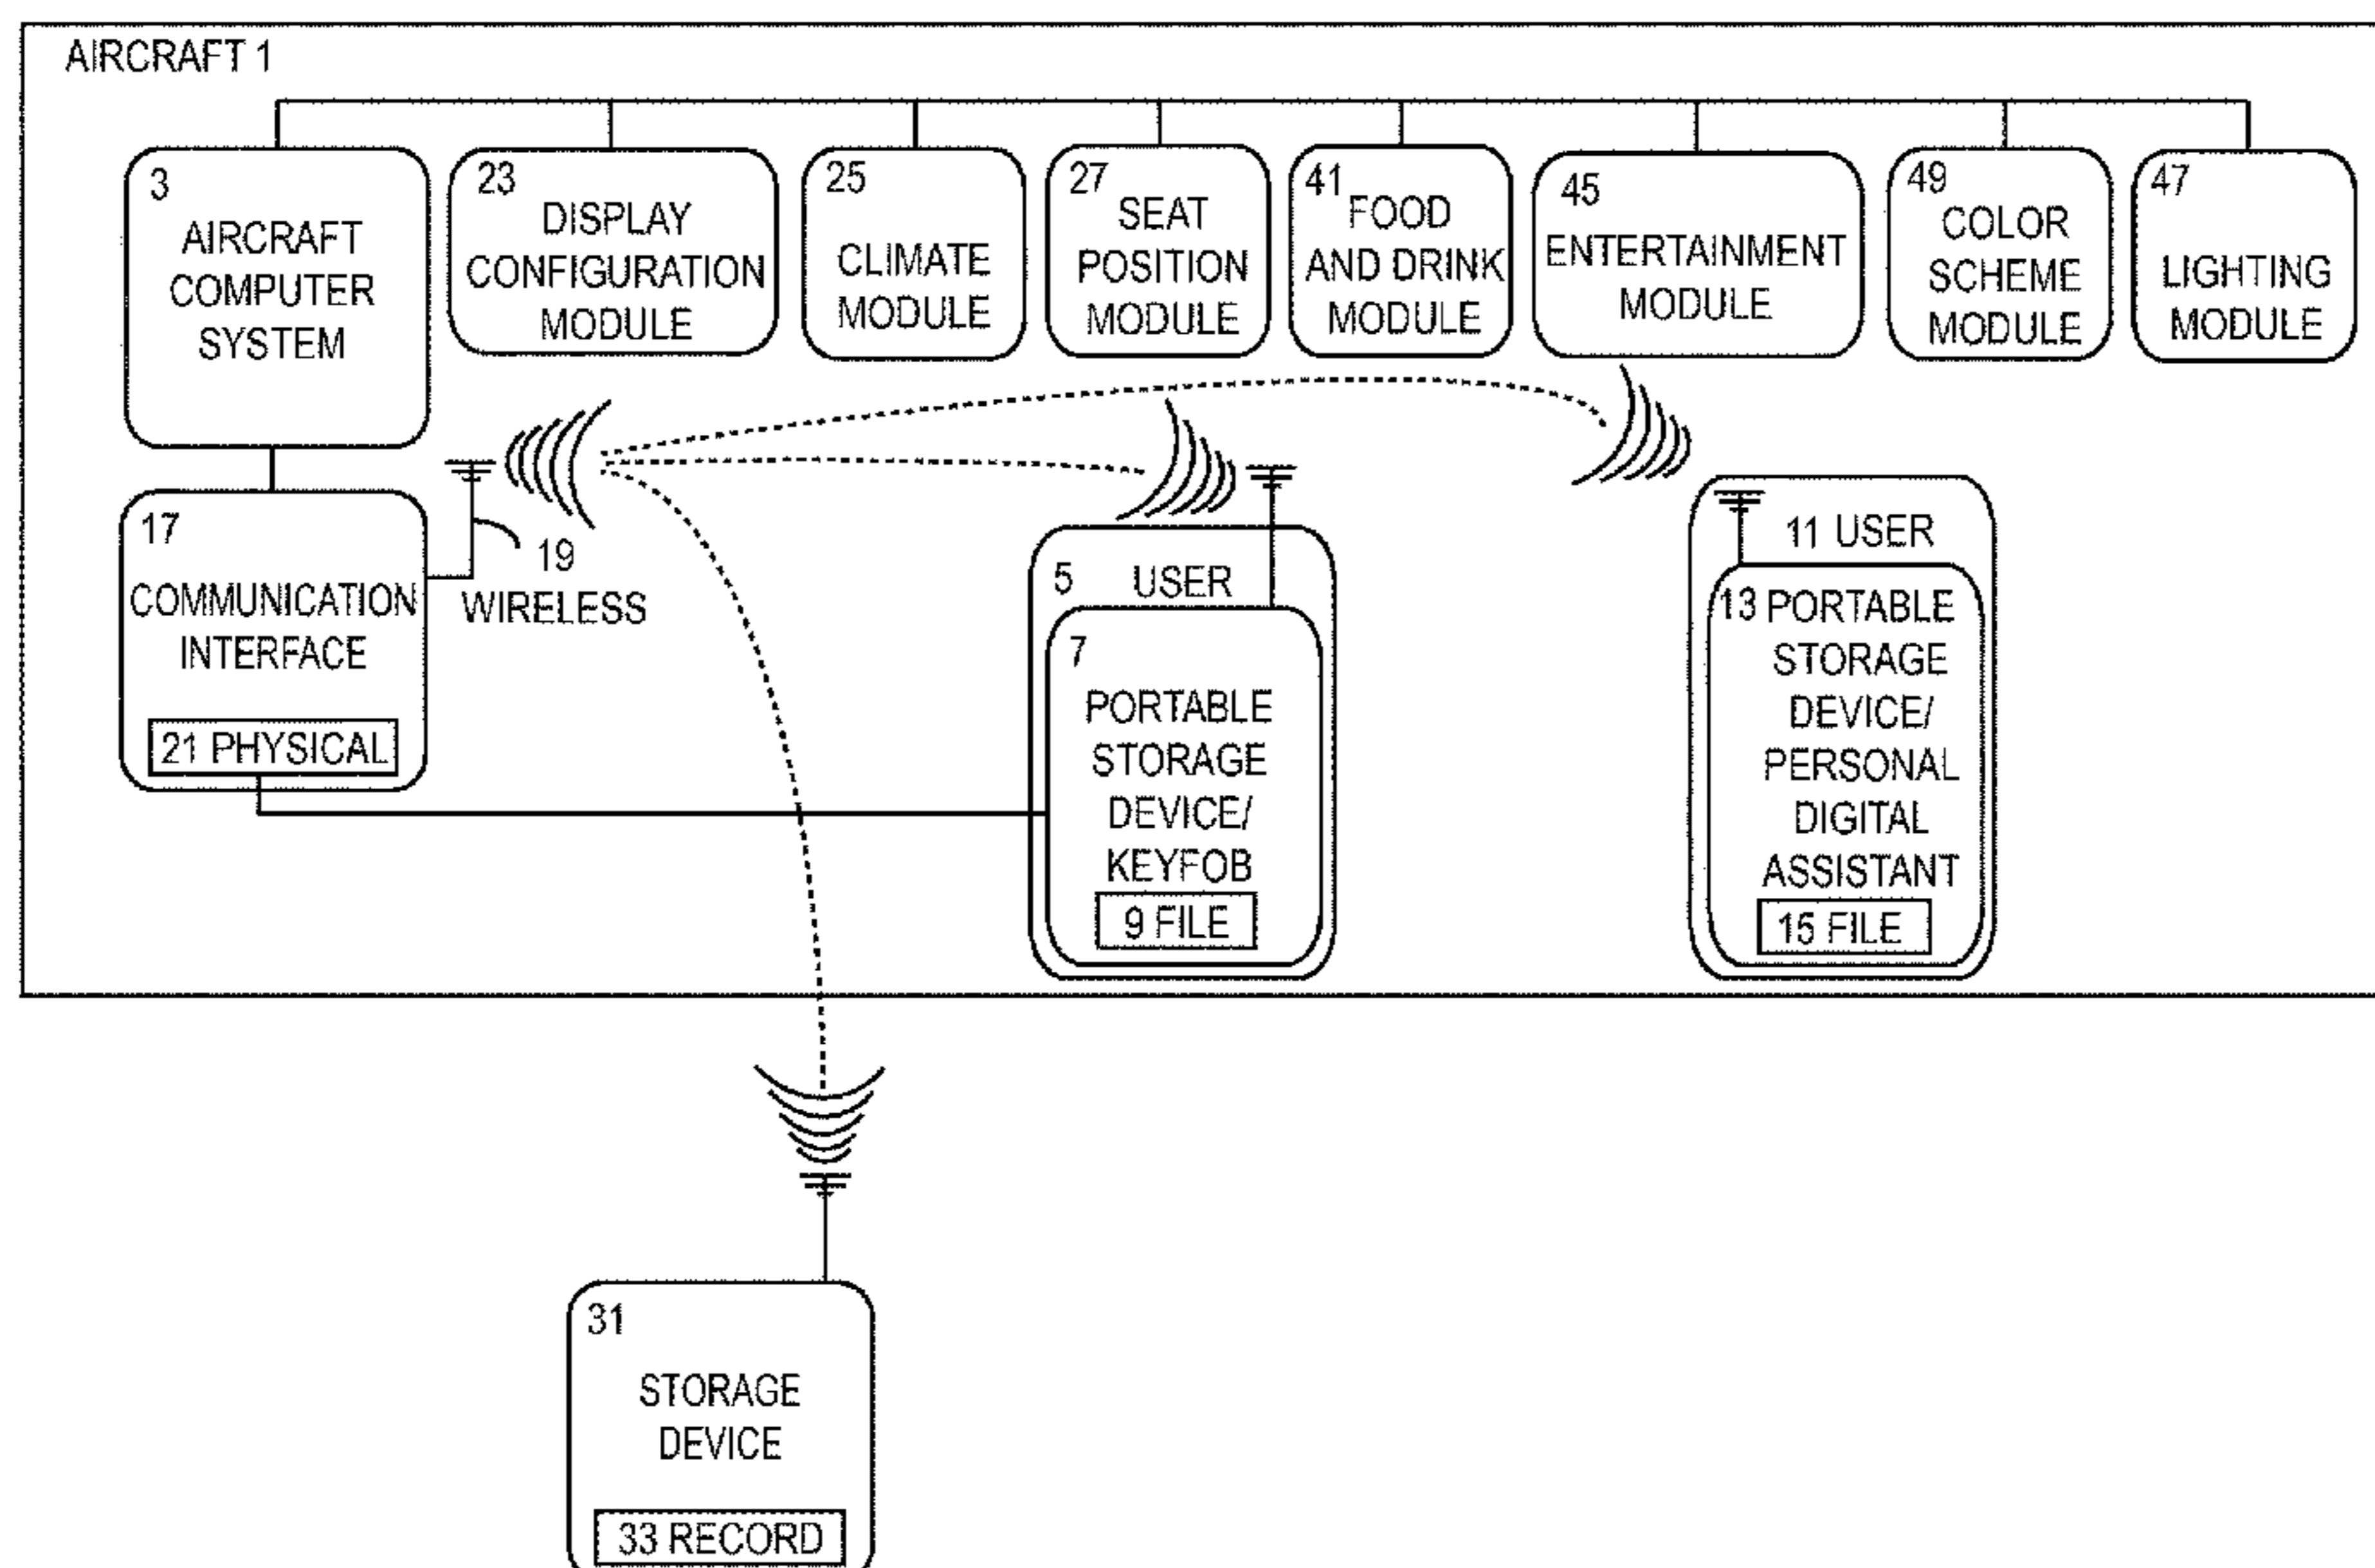 AIRCRAFT 1
3
AIRCRAFT
COMPUTER
SYSTEM
23
DISPLAY
CONFIGURATION
MODULE
25
CLIMATE
MODULE
27
SEAT
POSITION
MODULE
41
FOOD
AND DRINK
MODULE
45
ENTERTAINMENT
MODULE
49
COLOR
SCHEME
MODULE
47
LIGHTING
MODULE
17
COMMUNICATION
INTERFACE
21 PHYSICAL
19
WIRELESS
5 USER
7
PORTABLE
STORAGE
DEVICE/
KEYFOB
9 FILE
11 USER
13 PORTABLE
STORAGE
DEVICE/
PERSONAL
DIGITAL
ASSISTANT
15 FILE
31
STORAGE
DEVICE
33 RECORD